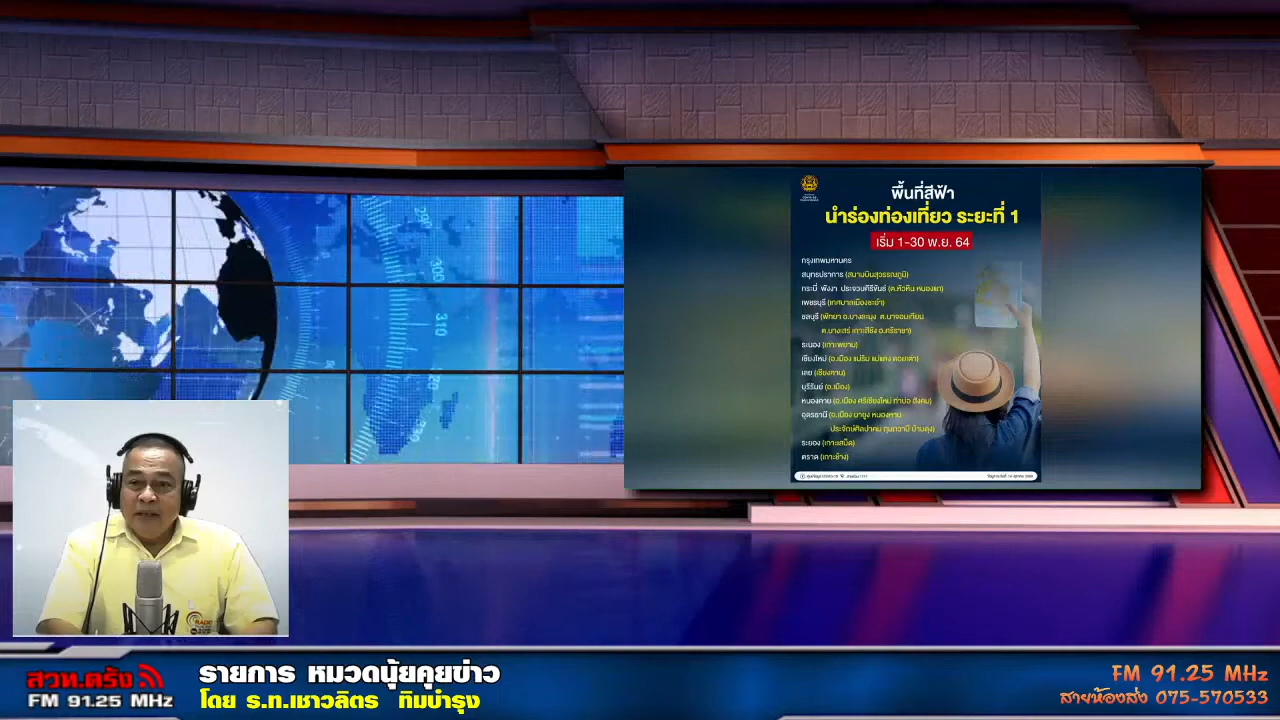 พื้นที่สีฟ้า
นำร่องท่องเที่ยว ระยะที่ 1
เริ่ม 1-30 พ.ย. 64
กรุงเทพมหานคร
สมุทรปราการ (สนามบินสุวรรณภูมิ)
กระบี่ พังงา ประจวบคีรีขันธ์ (ต.หัวหิน หนองแก)
เพชรบุรี (เทศบาลเมืองชะอำ)
ชลบุรี (พัทยา อ.บางละมุง ต.นาจอมเทียน
ต.บางเสร่ เกาะสีชัง อ.ศรีราชา)
ระนอง (เกาะพยาม)
เชียงใหม่ (อ.เมือง แม่ริม แม่แตง ดอยเต่า)
เลย (เชียงคาน)
บุรีรัมย์ (อ.เมือง)
หนองคาย (อ.เมือง ศรีเชียงใหม่ ท่าบ่อ สังคม)
อุดรธานี (อ.เมือง นายูง หนองหาน
ประจักษ์ศิลปาคม กุมภวาปี บ้านดุง)
ระยอง (เกาะเสม็ด)
ตราด (เกาะช้าง)
290
300
310
320
330
สวท.ตรัง
FM 91.25 MHz
รายการ หมวดนุ้ยคุยข่าว
โดย ร.ท.เชาวลิตร ทิมบำรุง
FM 91.25 MHz
สายห้องส่ง 075-570533